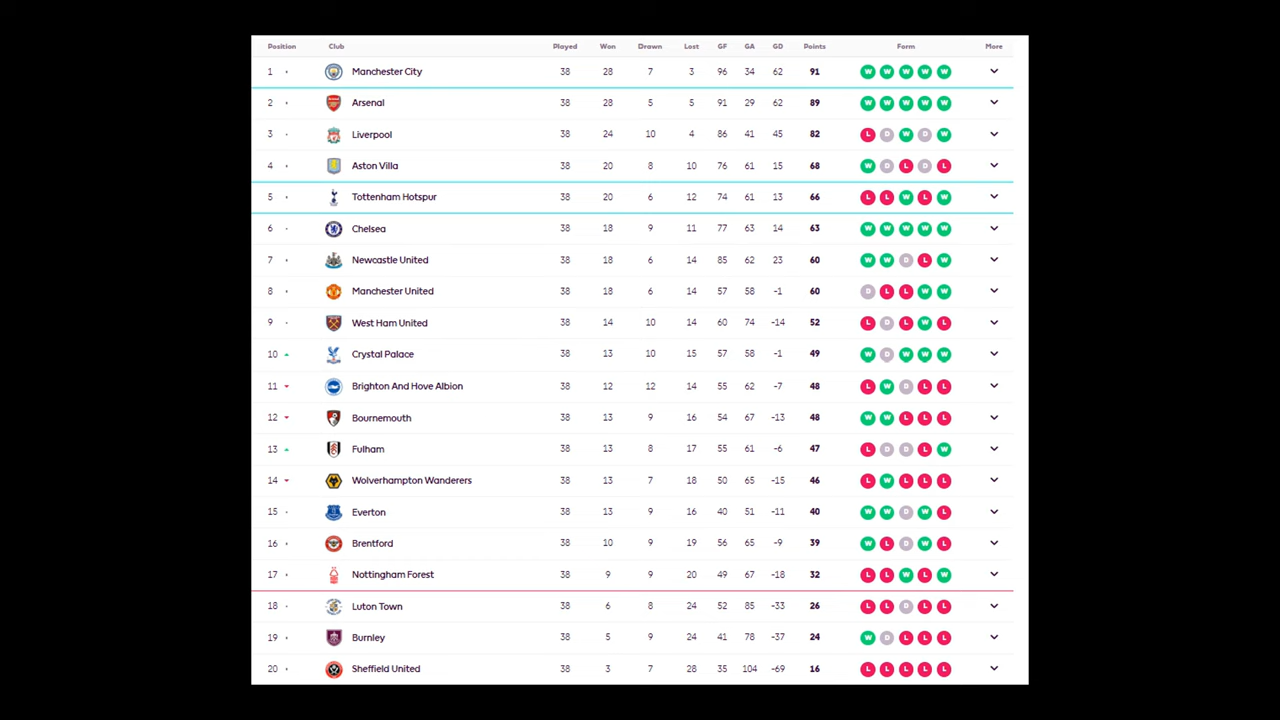 Position Club Played Won Drawn Lost GF GA GD Points Form More
1 Manchester City 38 28 7 3 96 34 62 91 W W W W W
2 Arsenal 38 28 5 5 91 29 62 89 W W W W W
3 Liverpool 38 24 10 4 86 41 45 82 L D W D W
4 Aston Villa 38 20 8 10 76 61 15 68 W D L D L
5 Tottenham Hotspur 38 20 6 12 74 61 13 66 L L W L W
6 Chelsea 38 18 9 11 77 63 14 63 W W W W W
7 Newcastle United 38 18 6 14 85 62 23 60 W W D L W
8 Manchester United 38 18 6 14 57 58 -1 60 D L L W W
9 West Ham United 38 14 10 14 60 74 -14 52 L D L W L
10 Crystal Palace 38 13 10 15 57 58 -1 49 W D W W W
11 Brighton And Hove Albion 38 12 12 14 55 62 -7 48 L W D L L
12 Bournemouth 38 13 9 16 54 67 -13 48 W W L L L
13 Fulham 38 13 8 17 55 61 -6 47 L D D L W
14 Wolverhampton Wanderers 38 13 7 18 50 65 -15 46 L W L L L
15 Everton 38 13 9 16 40 51 -11 40 W W D W L
16 Brentford 38 10 9 19 56 65 -9 39 W L D W L
17 Nottingham Forest 38 9 9 20 49 67 -18 32 L L W L W
18 Luton Town 38 6 8 24 52 85 -33 26 L L D L L
19 Burnley 38 5 9 24 41 78 -37 24 W D L L L
20 Sheffield United 38 3 7 28 35 104 -69 16 L L L L L